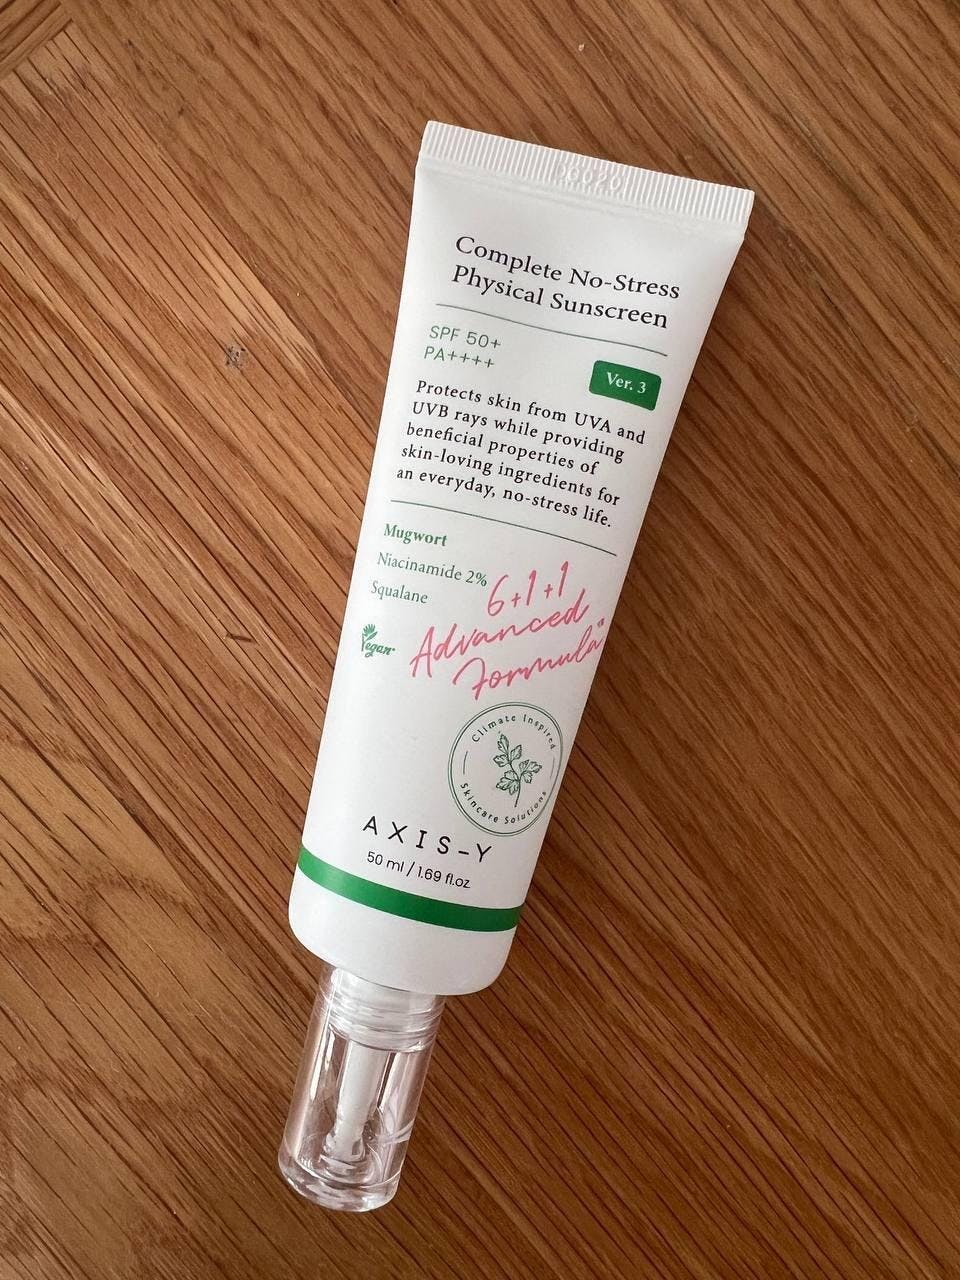 Complete No-Stress
Physical Sunscreen
SPF 50+
PA++++
Ver. 3
Protects skin from UVA and
UVB rays while providing
beneficial properties of
skin-loving ingredients for
an everyday, no-stress life.
Mugwort
Niacinamide 2%
Squalane
Vegan
6+1+1
Advanced
Formula
Climate Inspired
Skincare Solutions
AXIS-Y
50 ml / 1.69 fl.oz